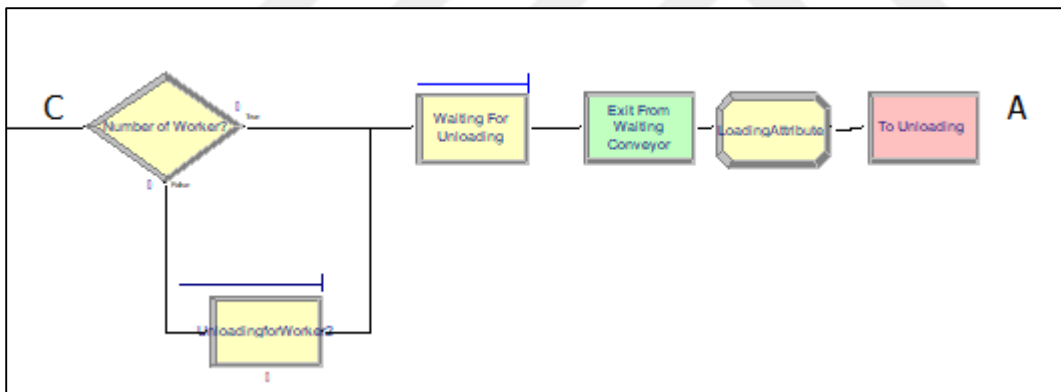 C
Number of Worker?
True
False
Waiting For
Unloading
Exit From
Waiting
Conveyor
LoadingAttribute
To Unloading
A
UnloadingforWorker2